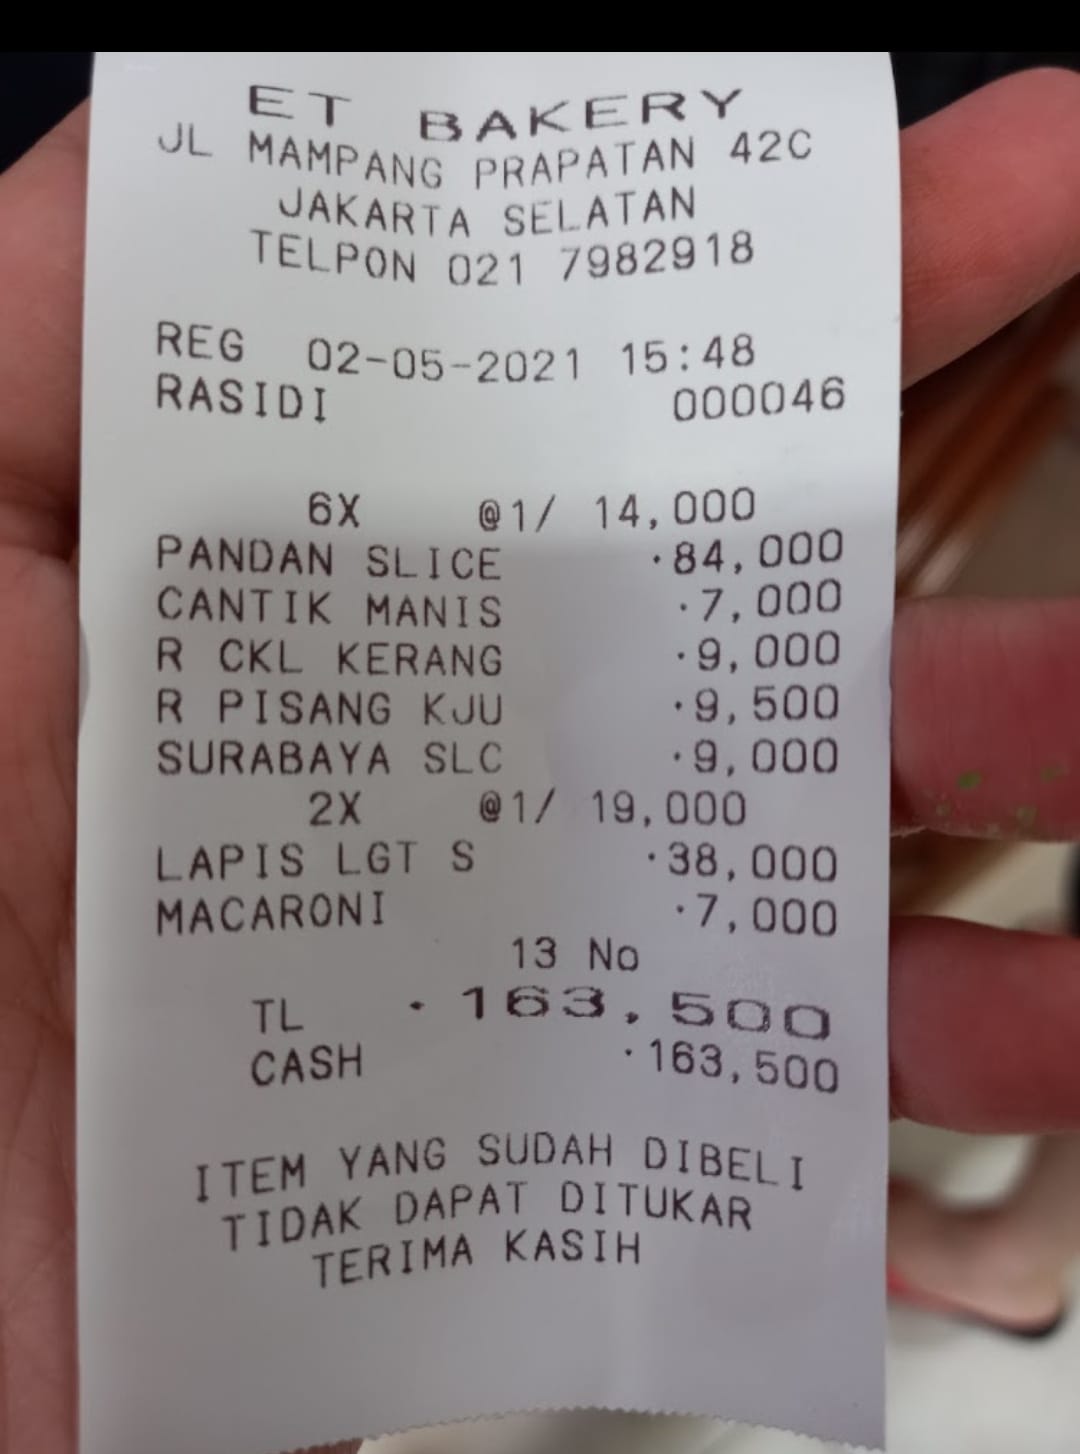 ET BAKERY
JL MAMPANG PRAPATAN 42C
JAKARTA SELATAN
TELPON 021 7982918
REG 02-05-2021 15:48
RASIDI 000046
6X @1/ 14,000
PANDAN SLICE ·84,000
CANTIK MANIS ·7,000
R CKL KERANG ·9,000
R PISANG KJU ·9,500
SURABAYA SLC ·9,000
2X @1/ 19,000
LAPIS LGT S ·38,000
MACARONI ·7,000
13 No
TL ·163,500
CASH ·163,500
ITEM YANG SUDAH DIBELI
TIDAK DAPAT DITUKAR
TERIMA KASIH